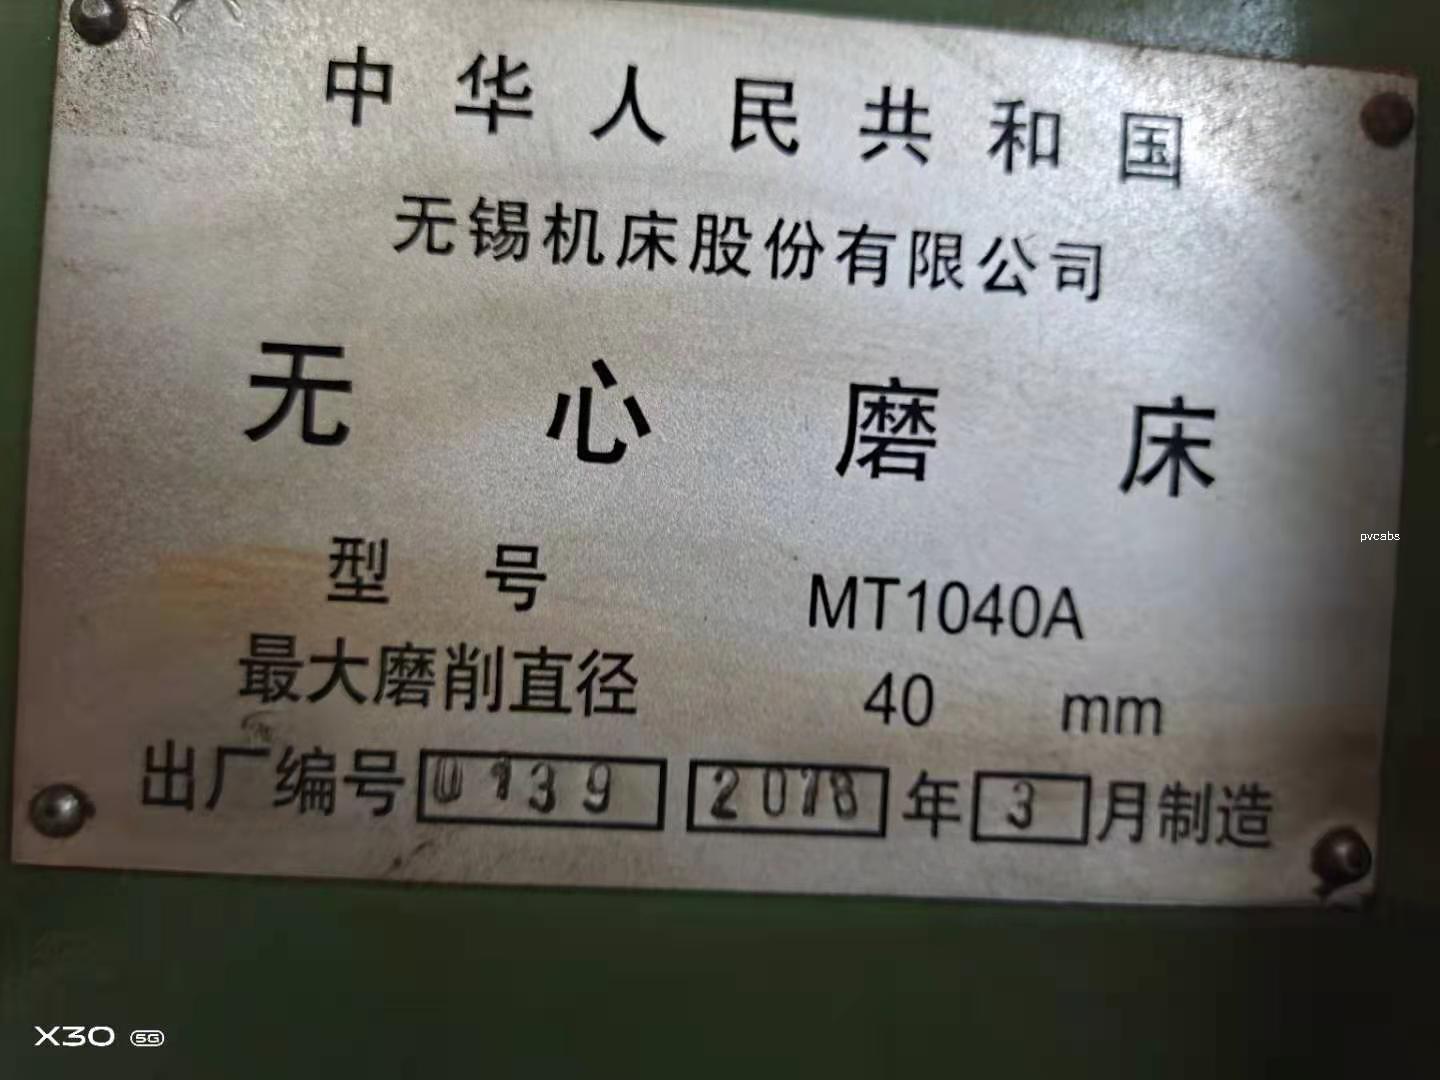 中华人民共和国
无锡机床股份有限公司
无心磨床
型号 MT1040A
最大磨削直径 40 mm
出厂编号 0139 2018 年 3 月制造
pvcabs
X30 5G